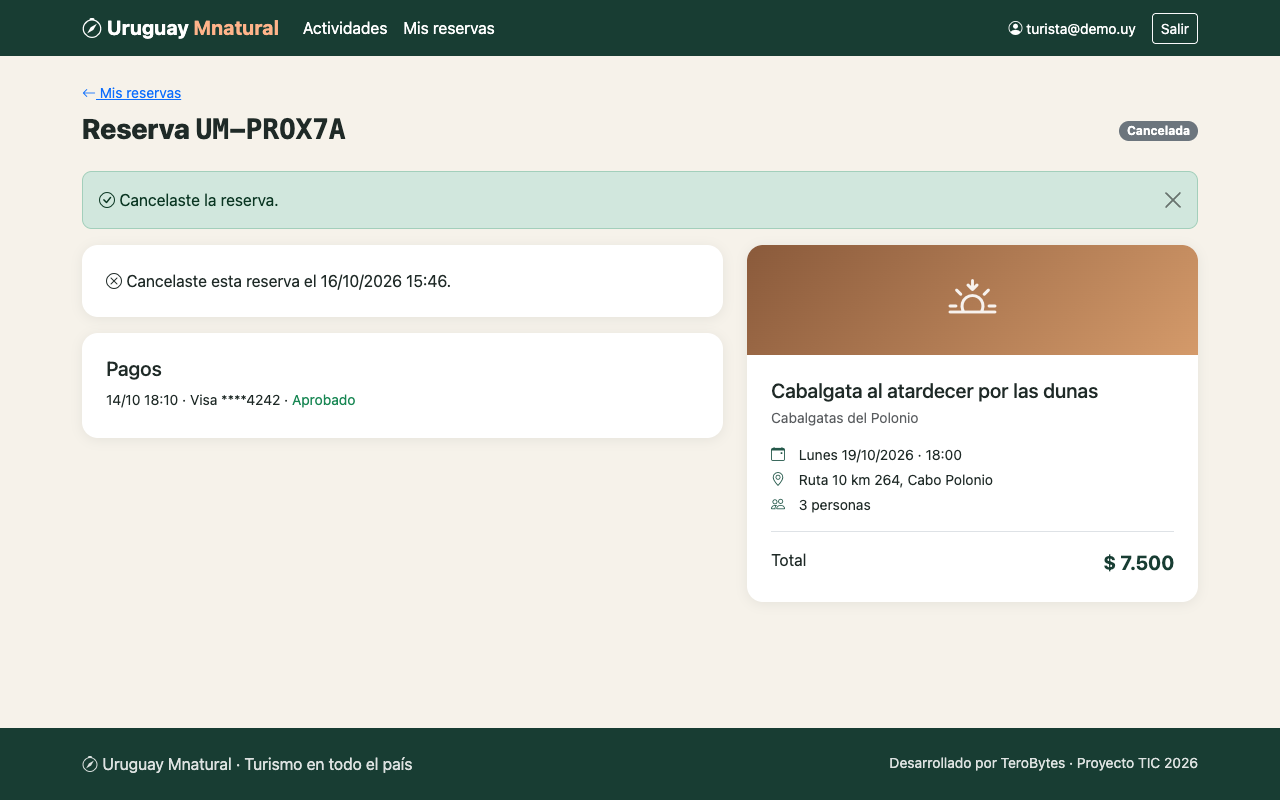 Uruguay Mnatural
Actividades
Mis reservas
turista@demo.uy
Salir
← Mis reservas
Reserva UM-PROX7A
Cancelada
Cancelaste la reserva.
Cancelaste esta reserva el 16/10/2026 15:46.
Pagos
14/10 18:10 · Visa ****4242 · Aprobado
Cabalgata al atardecer por las dunas
Cabalgatas del Polonio
Lunes 19/10/2026 · 18:00
Ruta 10 km 264, Cabo Polonio
3 personas
Total
$ 7.500
Uruguay Mnatural · Turismo en todo el país
Desarrollado por TeroBytes · Proyecto TIC 2026